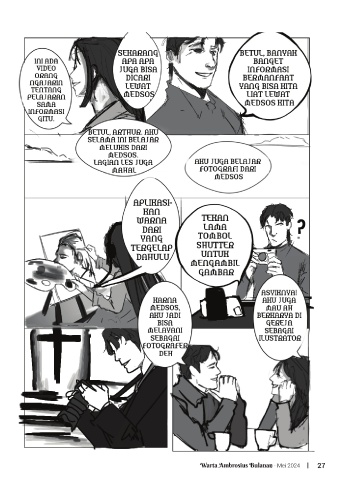 INI ADA
VIDEO
ORANG
NGAJARIN
TENTANG
PELAJARAN
SAMA
INFORMASI
GITU.
SEKARANG
APA APA
JUGA BISA
DICARI
LEWAT
MEDSOS
BETUL, BANYAK
BANGET
INFORMASI
BERMANFAAT
YANG BISA KITA
LIAT LEWAT
MEDSOS KITA
BETUL ARTHUR. AKU
SELAMA INI BELAJAR
MELUKIS DARI
MEDSOS.
LAGIAN LES JUGA
MAHAL
AKU JUGA BELAJAR
FOTOGRAFI DARI
MEDSOS
APLIKASI-
KAN
WARNA
DARI
YANG
TERGELAP
DAHULU
TEKAN
LAMA
TOMBOL
SHUTTER
UNTUK
MENGAMBIL
GAMBAR
?
KARNA
MEDSOS,
AKU JADI
BISA
MELAYANI
SEBAGAI
FOTOGRAFER
DEH
ASYIKNYA!
AKU JUGA
MAU AH
BERKARYA DI
GEREJA
SEBAGAI
ILUSTRATOR
Warta Ambrosius Bulanan Mei 2024 | 27